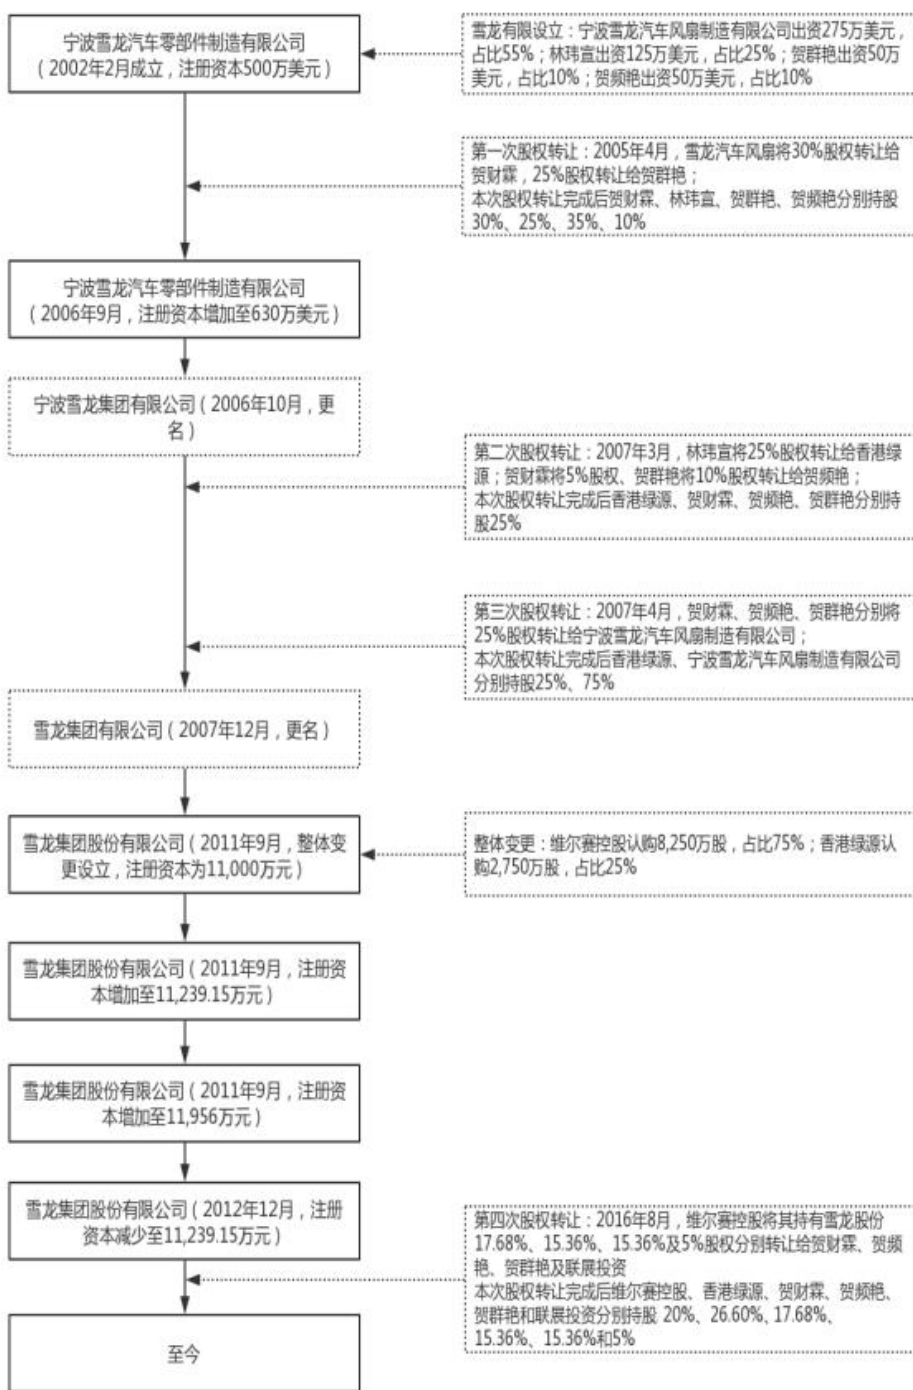 宁波雪龙汽车零部件制造有限公司
（2002年2月成立，注册资本500万美元）
雪龙有限设立：宁波雪龙汽车风扇制造有限公司出资275万美元，
占比55%；林玮宣出资125万美元，占比25%；贺群艳出资50万
美元，占比10%；贺频艳出资50万美元，占比10%
第一次股权转让：2005年4月，雪龙汽车风扇将30%股权转让给
贺财霖，25%股权转让给贺群艳；
本次股权转让完成后贺财霖、林玮宣、贺群艳、贺频艳分别持股
30%、25%、35%、10%
宁波雪龙汽车零部件制造有限公司
（2006年9月，注册资本增加至630万美元）
宁波雪龙集团有限公司（2006年10月，更
名）
第二次股权转让：2007年3月，林玮宣将25%股权转让给香港绿
源；贺财霖将5%股权、贺群艳将10%股权转让给贺频艳；
本次股权转让完成后香港绿源、贺财霖、贺频艳、贺群艳分别持
股25%
第三次股权转让：2007年4月，贺财霖、贺频艳、贺群艳分别将
25%股权转让给宁波雪龙汽车风扇制造有限公司；
本次股权转让完成后香港绿源、宁波雪龙汽车风扇制造有限公司
分别持股25%、75%
雪龙集团有限公司（2007年12月，更名）
雪龙集团股份有限公司（2011年9月，整体变
更设立，注册资本为11,000万元）
整体变更：维尔赛控股认购8,250万股，占比75%；香港绿源认
购2,750万股，占比25%
雪龙集团股份有限公司（2011年9月，注册资
本增加至11,239.15万元）
雪龙集团股份有限公司（2011年9月，注册资
本增加至11,956万元）
雪龙集团股份有限公司（2012年12月，注册
资本减少至11,239.15万元）
第四次股权转让：2016年8月，维尔赛控股将其持有雪龙股份
17.68%、15.36%、15.36%及5%股权分别转让给贺财霖、贺频
艳、贺群艳及联展投资
本次股权转让完成后维尔赛控股、香港绿源、贺财霖、贺频艳、
贺群艳和联展投资分别持股 20%、26.60%、17.68%、
15.36%、15.36%和5%
至今